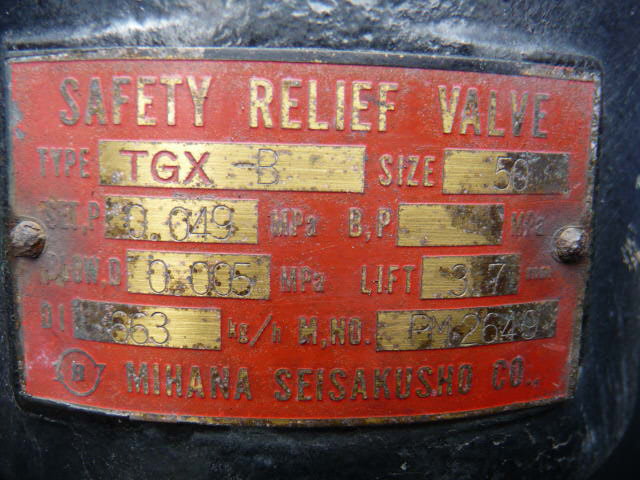 SAFETY RELIEF VALVE
TYPE TGX -B SIZE 50
SET.P 0.049 MPa B,P MPa
BLOW,D 0.005 MPa LIFT 3.7 mm
663 kg/h M,NO. PM.2649
MIHANA SEISAKUSHO CO.,